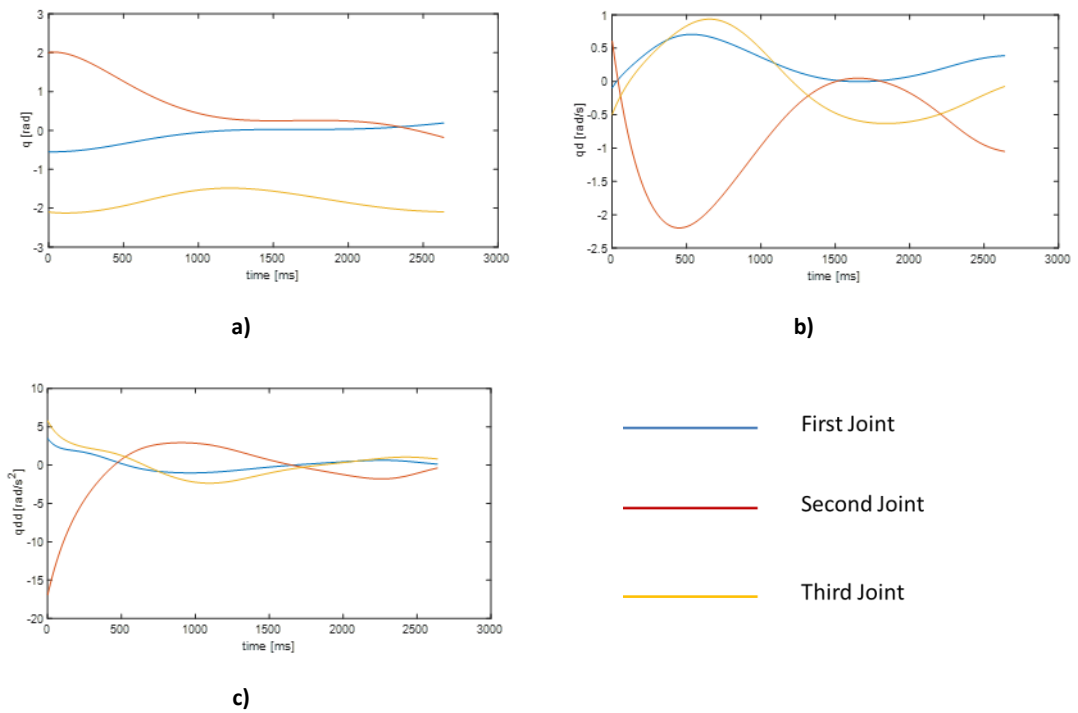 3
2
1
0
-1
-2
-3
q [rad]
0 500 1000 1500 2000 2500 3000
time [ms]
a)
1
0.5
0
-0.5
-1
-1.5
-2
-2.5
qd [rad/s]
0 500 1000 1500 2000 2500 3000
time [ms]
b)
10
5
0
-5
-10
-15
-20
qdd [rad/s²]
0 500 1000 1500 2000 2500 3000
time [ms]
c)
First Joint
Second Joint
Third Joint